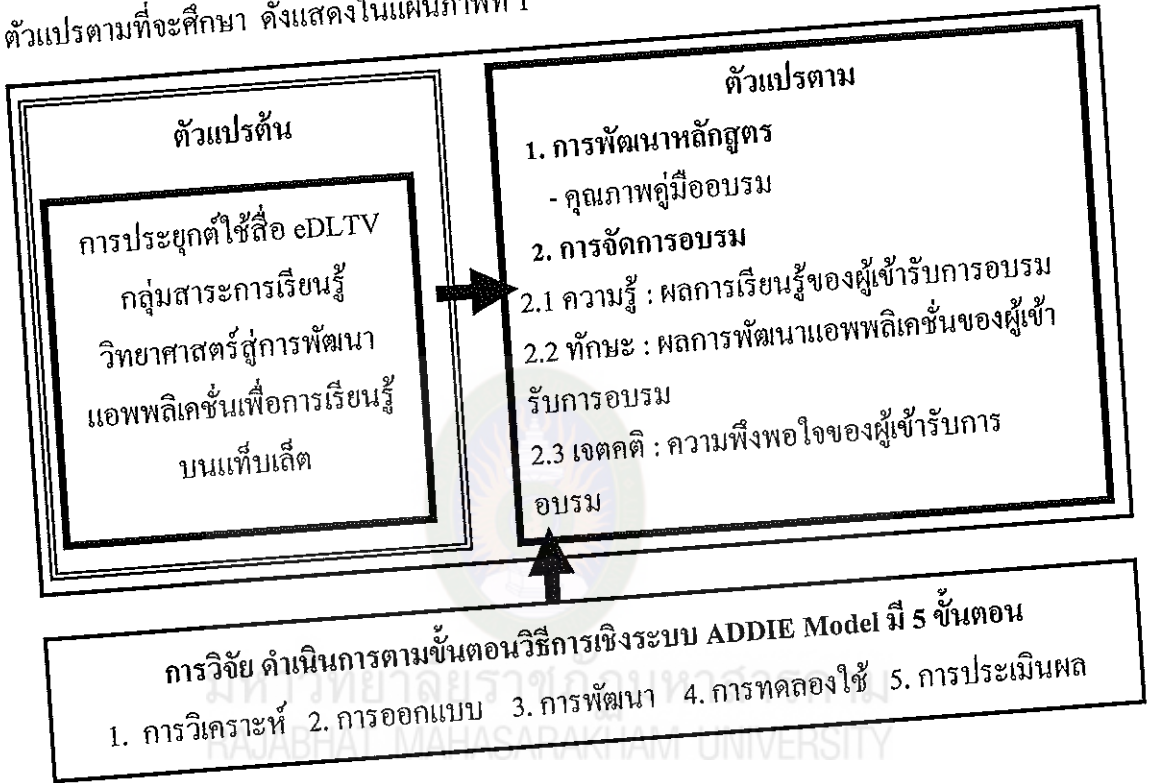 ตัวแปรตามที่จะศึกษา ดังแสดงในแผนภาพที่ 1
ตัวแปรต้น
การประยุกต์ใช้สื่อ eDLTV
กลุ่มสาระการเรียนรู้
วิทยาศาสตร์สู่การพัฒนา
แอพพลิเคชั่นเพื่อการเรียนรู้
บนแท็บเล็ต
ตัวแปรตาม
1. การพัฒนาหลักสูตร
- คุณภาพคู่มืออบรม
2. การจัดการอบรม
2.1 ความรู้ : ผลการเรียนรู้ของผู้เข้ารับการอบรม
2.2 ทักษะ : ผลการพัฒนาแอพพลิเคชั่นของผู้เข้า
รับการอบรม
2.3 เจตคติ : ความพึงพอใจของผู้เข้ารับการ
อบรม
การวิจัย ดำเนินการตามขั้นตอนวิธีการเชิงระบบ ADDIE Model มี 5 ขั้นตอน
1. การวิเคราะห์ 2. การออกแบบ 3. การพัฒนา 4. การทดลองใช้ 5. การประเมินผล
มหาวิทยาลัยราชภัฏมหาสารคาม
RAJABHAT MAHASARAKHAM UNIVERSITY